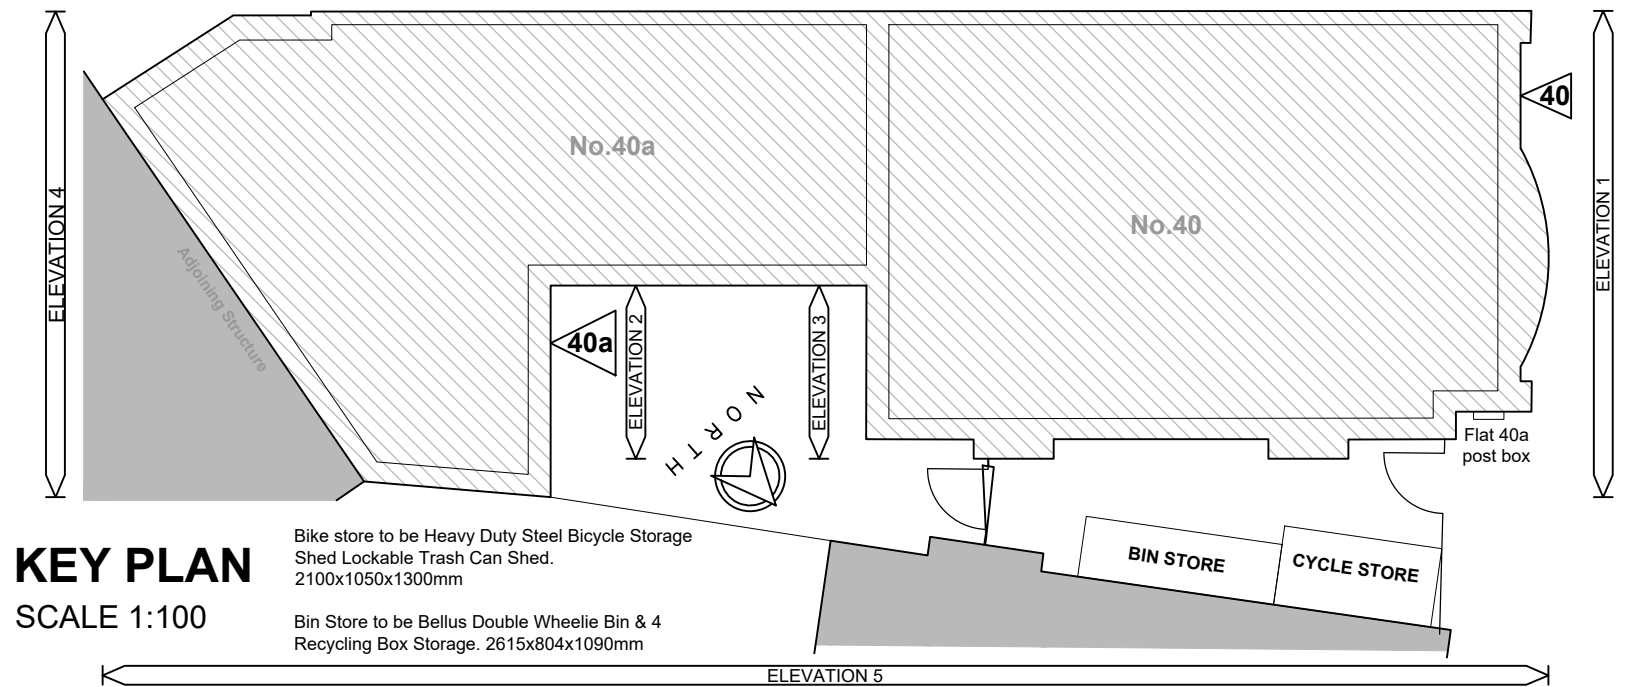 No.40a
No.40
40
ELEVATION 4
ELEVATION 1
Adjoining Structure
40a
ELEVATION 2
ELEVATION 3
NORTH
Flat 40a
post box
BIN STORE
CYCLE STORE
KEY PLAN
SCALE 1:100
Bike store to be Heavy Duty Steel Bicycle Storage
Shed Lockable Trash Can Shed.
2100x1050x1300mm
Bin Store to be Bellus Double Wheelie Bin & 4
Recycling Box Storage. 2615x804x1090mm
ELEVATION 5